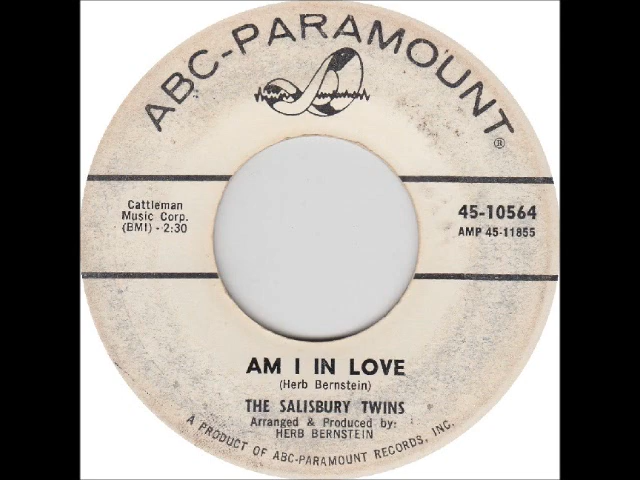 ABC-PARAMOUNT
®
Cattleman
Music Corp.
(BMI) - 2:30
45-10564
AMP 45-11855
AM I IN LOVE
(Herb Bernstein)
THE SALISBURY TWINS
Arranged & Produced by:
HERB BERNSTEIN
A PRODUCT OF ABC-PARAMOUNT RECORDS, INC.